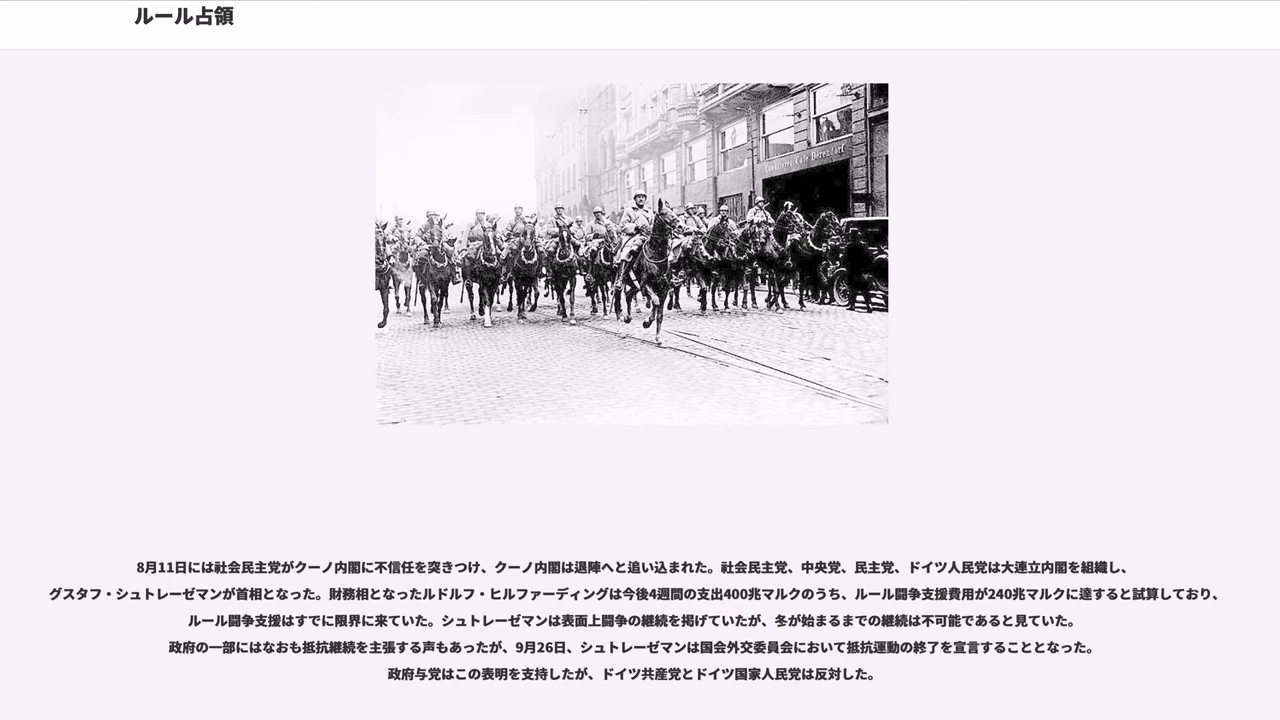 ルール占領
Conditorei Café Derendorf
8月11日には社会民主党がクーノ内閣に不信任を突きつけ、クーノ内閣は退陣へと追い込まれた。社会民主党、中央党、民主党、ドイツ人民党は大連立内閣を組織し、
グスタフ・シュトレーゼマンが首相となった。財務相となったルドルフ・ヒルファーディングは今後4週間の支出400兆マルクのうち、ルール闘争支援費用が240兆マルクに達すると試算しており、
ルール闘争支援はすでに限界に来ていた。シュトレーゼマンは表面上闘争の継続を掲げていたが、冬が始まるまでの継続は不可能であると見ていた。
政府の一部にはなおも抵抗継続を主張する声もあったが、9月26日、シュトレーゼマンは国会外交委員会において抵抗運動の終了を宣言することとなった。
政府与党はこの表明を支持したが、ドイツ共産党とドイツ国家人民党は反対した。